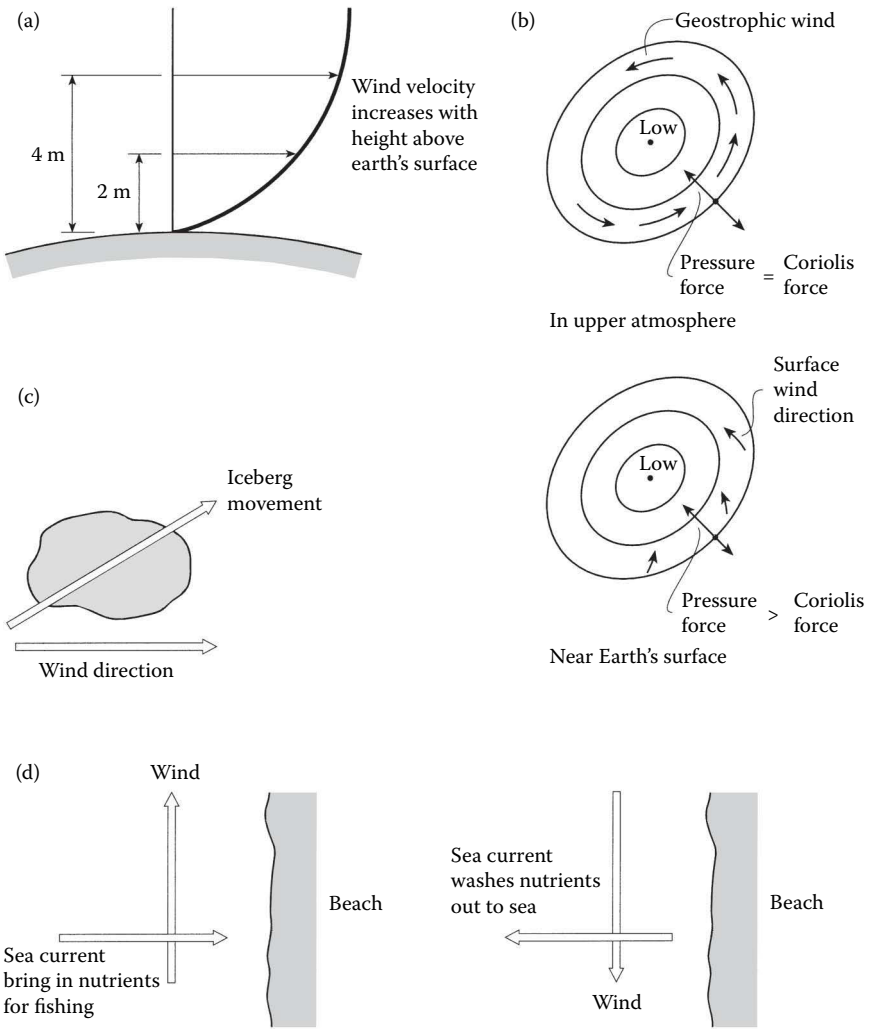 (a)
Wind velocity
increases with
height above
earth's surface
4 m
2 m
(b)
Geostrophic wind
Low
Pressure
force
=
Coriolis
force
In upper atmosphere
Surface
wind
direction
Low
Pressure
force
>
Coriolis
force
Near Earth's surface
(c)
Iceberg
movement
Wind direction
(d)
Wind
Beach
Sea current
bring in nutrients
for fishing
Sea current
washes nutrients
out to sea
Beach
Wind